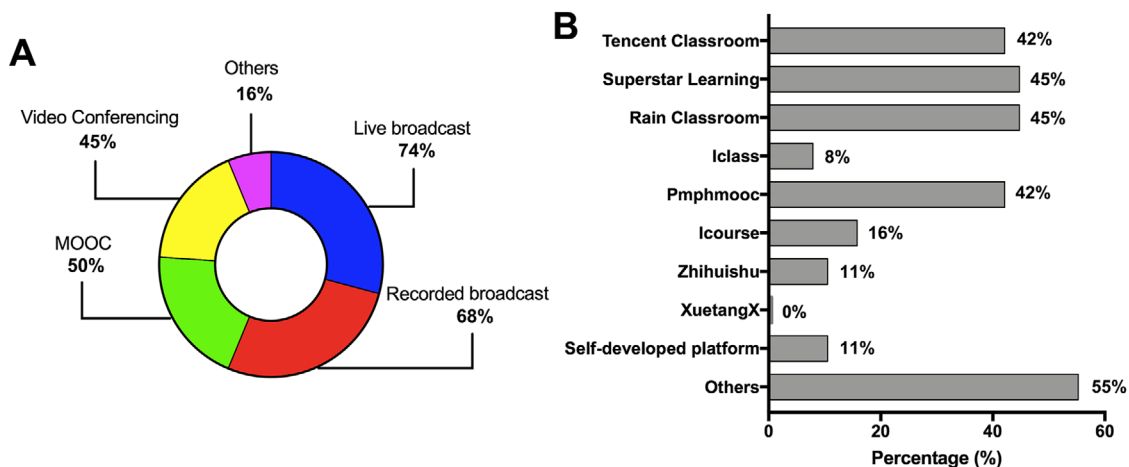 A
Others
16%
Video Conferencing
45%
Live broadcast
74%
MOOC
50%
Recorded broadcast
68%
B
Tencent Classroom 42%
Superstar Learning 45%
Rain Classroom 45%
Iclass 8%
Pmphmooc 42%
Icourse 16%
Zhihuishu 11%
XuetangX 0%
Self-developed platform 11%
Others 55%
0 20 40 60
Percentage (%)